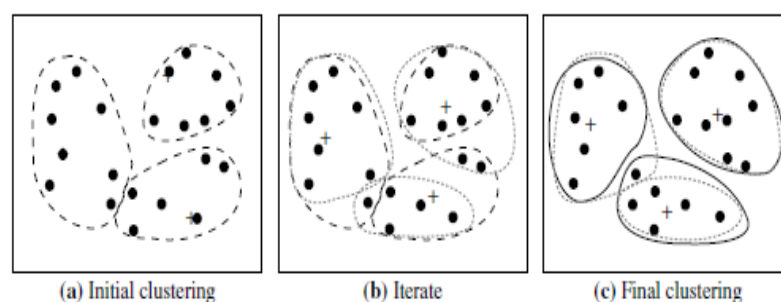 (a) Initial clustering
(b) Iterate
(c) Final clustering